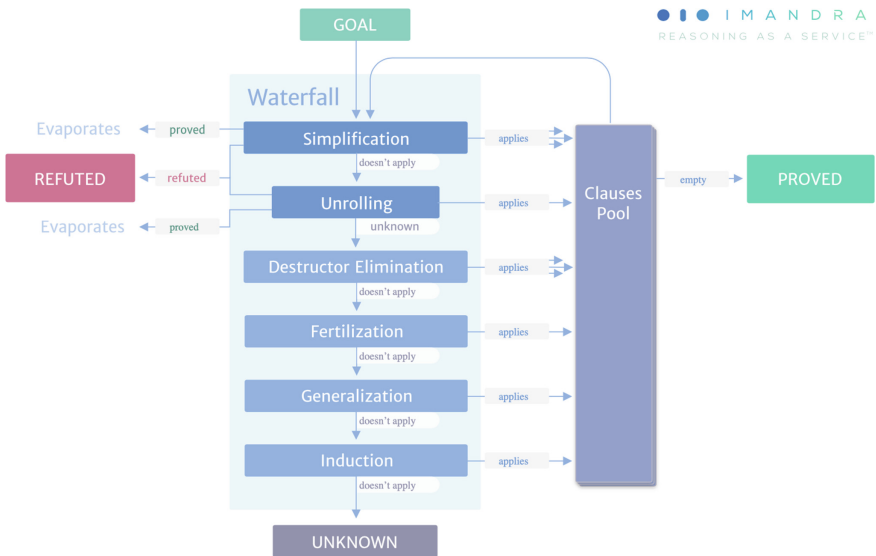 GOAL
IMANDRA
REASONING AS A SERVICE™
Waterfall
Evaporates
proved
Simplification
applies
doesn't apply
REFUTED
refuted
Clauses
Pool
empty
PROVED
Unrolling
applies
Evaporates
proved
unknown
Destructor Elimination
applies
doesn't apply
Fertilization
applies
doesn't apply
Generalization
applies
doesn't apply
Induction
applies
doesn't apply
UNKNOWN